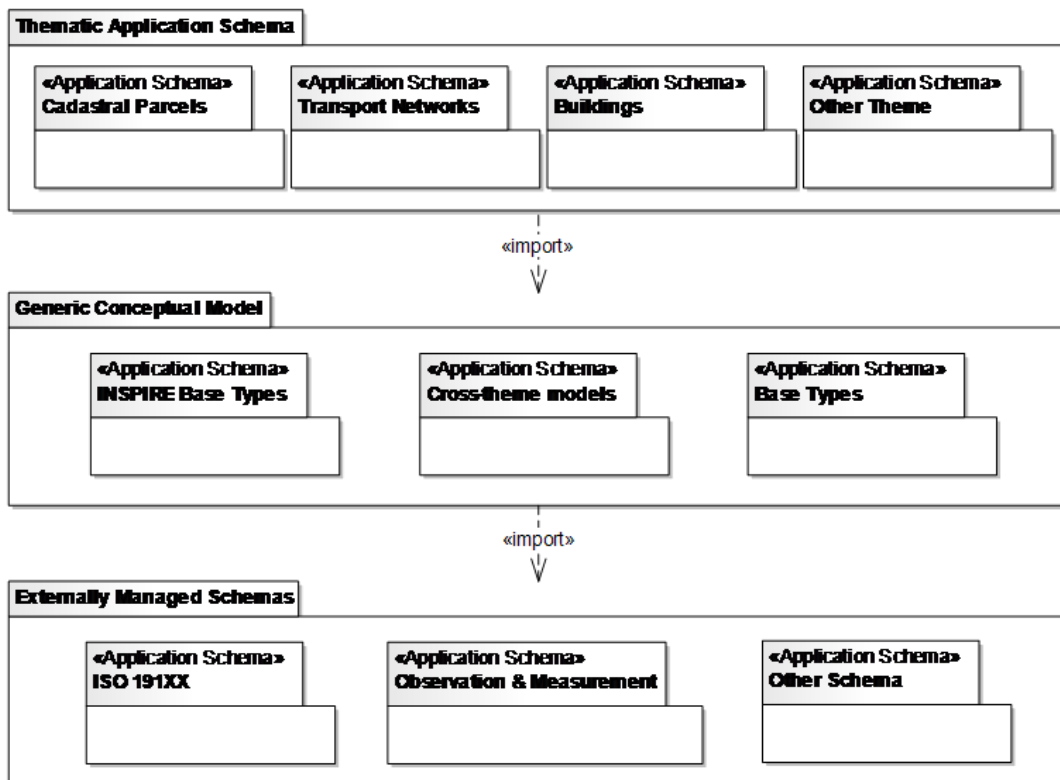 Thematic Application Schema
«Application Schema»
Cadastral Parcels
«Application Schema»
Transport Networks
«Application Schema»
Buildings
«Application Schema»
Other Theme
«import»
Generic Conceptual Model
«Application Schema»
INSPIRE Base Types
«Application Schema»
Cross-theme models
«Application Schema»
Base Types
«import»
Externally Managed Schemas
«Application Schema»
ISO 191XX
«Application Schema»
Observation & Measurement
«Application Schema»
Other Schema